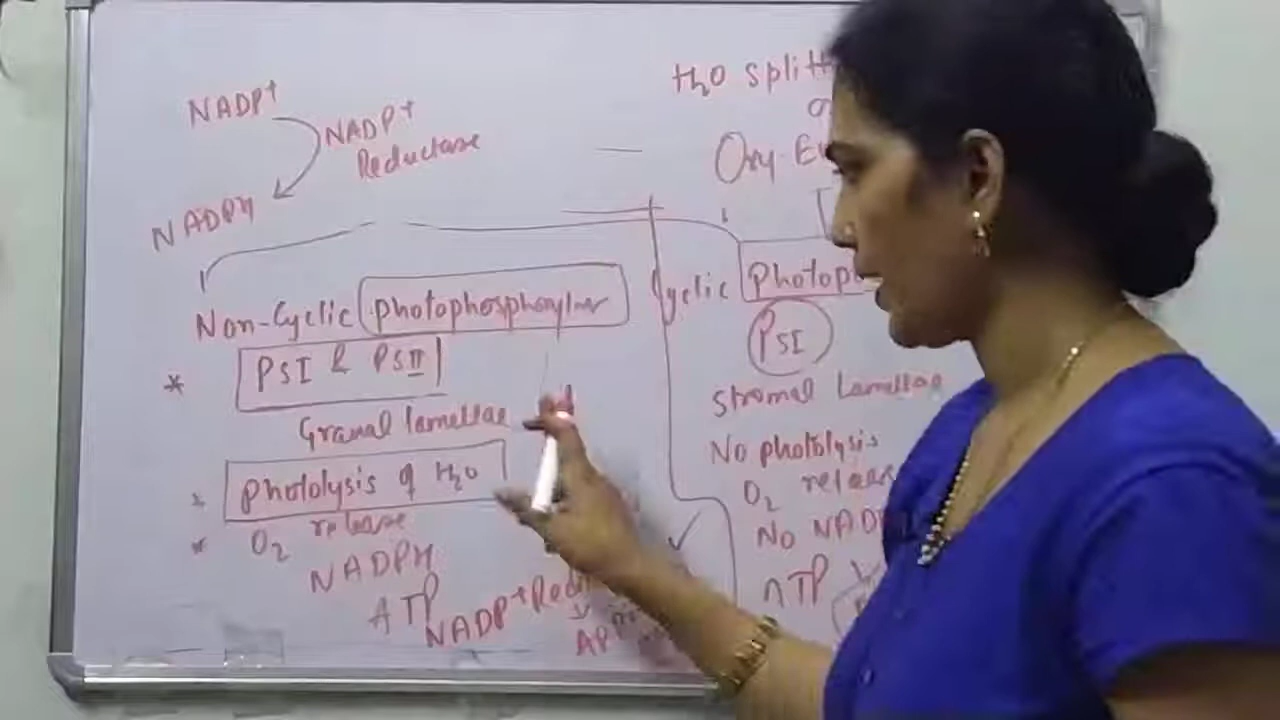 NADP+
NADP+
Reductase
NADPH
H2O
Non-Cyclic photophosphorylation
PSI & PSII
Granal lamellae
photolysis of H2O
O2 release
NADPH
ATP
NADP+
Cyclic
PSI
Stromal Lamellae
No photolysis
O2
No
ATP